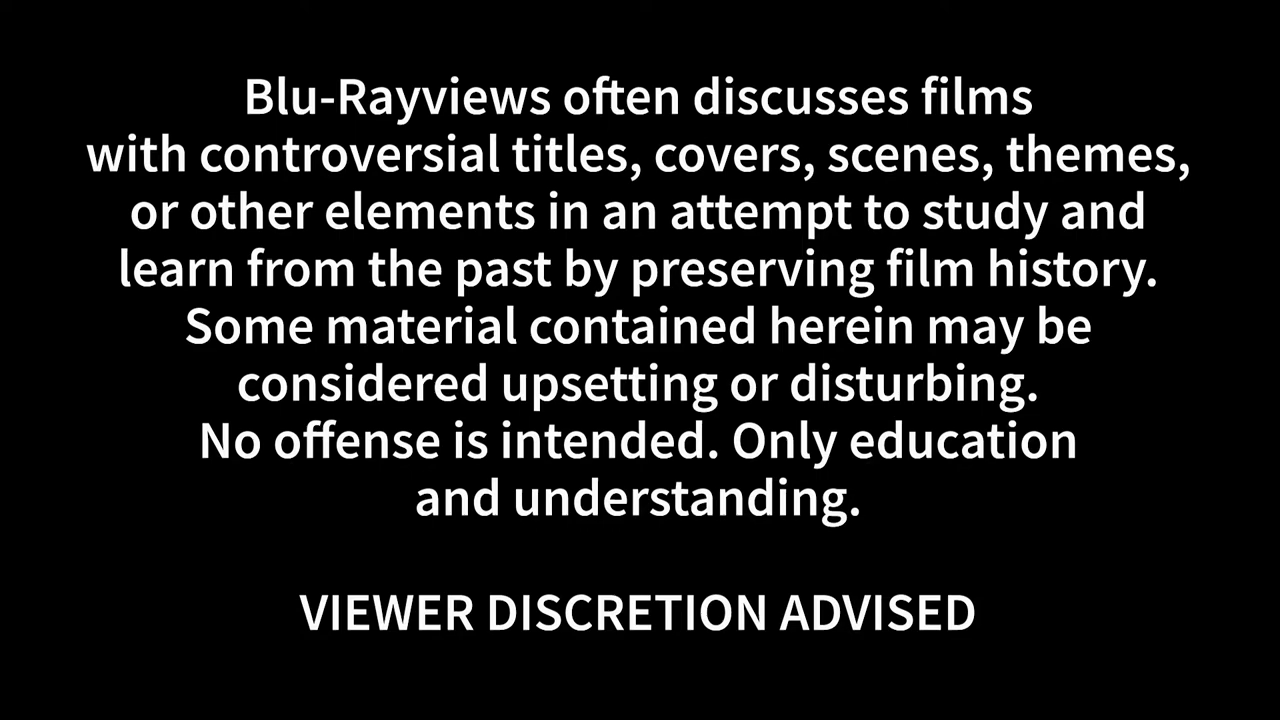 Blu-Rayviews often discusses films
with controversial titles, covers, scenes, themes,
or other elements in an attempt to study and
learn from the past by preserving film history.
Some material contained herein may be
considered upsetting or disturbing.
No offense is intended. Only education
and understanding.
VIEWER DISCRETION ADVISED